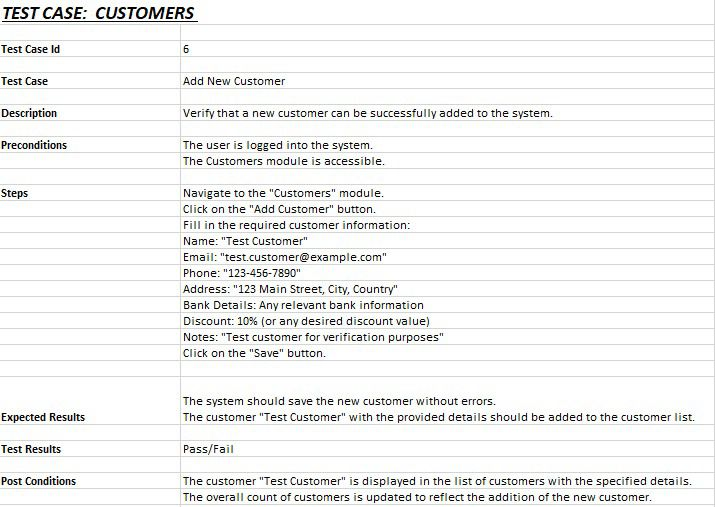 TEST CASE:  CUSTOMERS
Test Case Id 6
Test Case Add New Customer
Description Verify that a new customer can be successfully added to the system.
Preconditions The user is logged into the system.
The Customers module is accessible.
Steps Navigate to the "Customers" module.
Click on the "Add Customer" button.
Fill in the required customer information:
Name: "Test Customer"
Email: "test.customer@example.com"
Phone: "123-456-7890"
Address: "123 Main Street, City, Country"
Bank Details: Any relevant bank information
Discount: 10% (or any desired discount value)
Notes: "Test customer for verification purposes"
Click on the "Save" button.
The system should save the new customer without errors.
Expected Results The customer "Test Customer" with the provided details should be added to the customer list.
Test Results Pass/Fail
Post Conditions The customer "Test Customer" is displayed in the list of customers with the specified details.
The overall count of customers is updated to reflect the addition of the new customer.